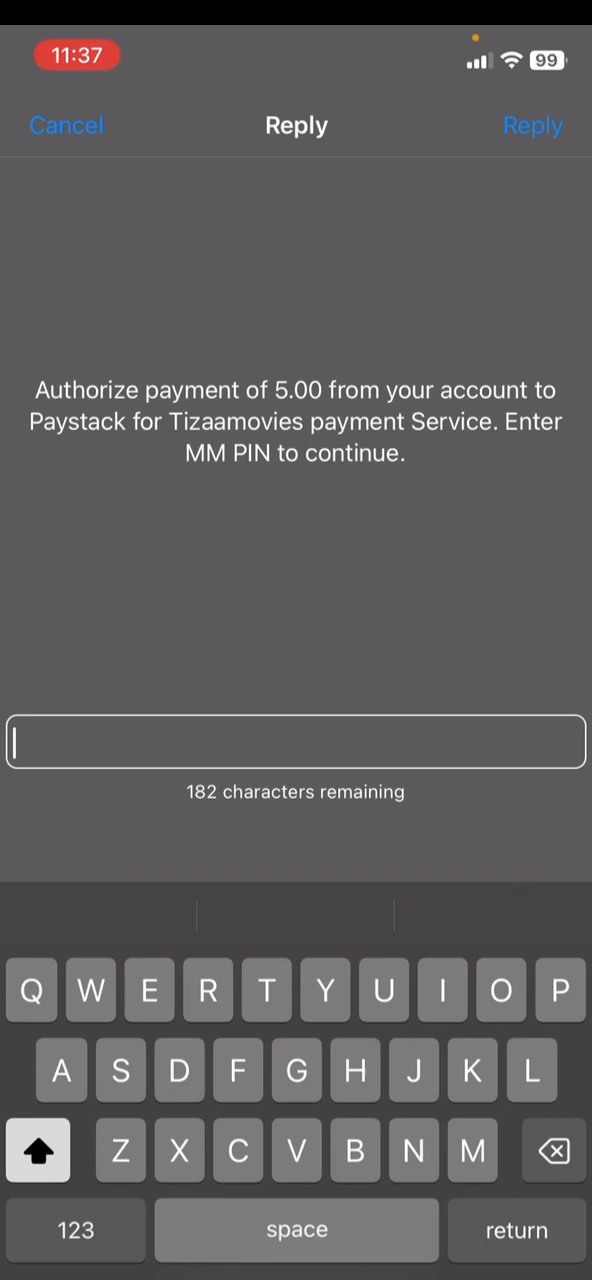 11:37
99
Cancel
Reply
Reply
Authorize payment of 5.00 from your account to
Paystack for Tizaamovies payment Service. Enter
MM PIN to continue.
182 characters remaining
Q W E R T Y U I O P
A S D F G H J K L
Z X C V B N M
123
space
return